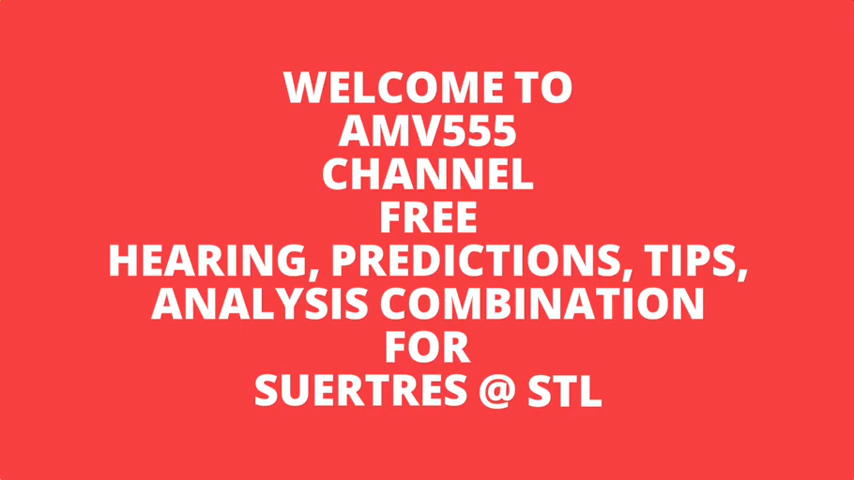 WELCOME TO
AMV555
CHANNEL
FREE
HEARING, PREDICTIONS, TIPS,
ANALYSIS COMBINATION
FOR
SUERTRES @ STL